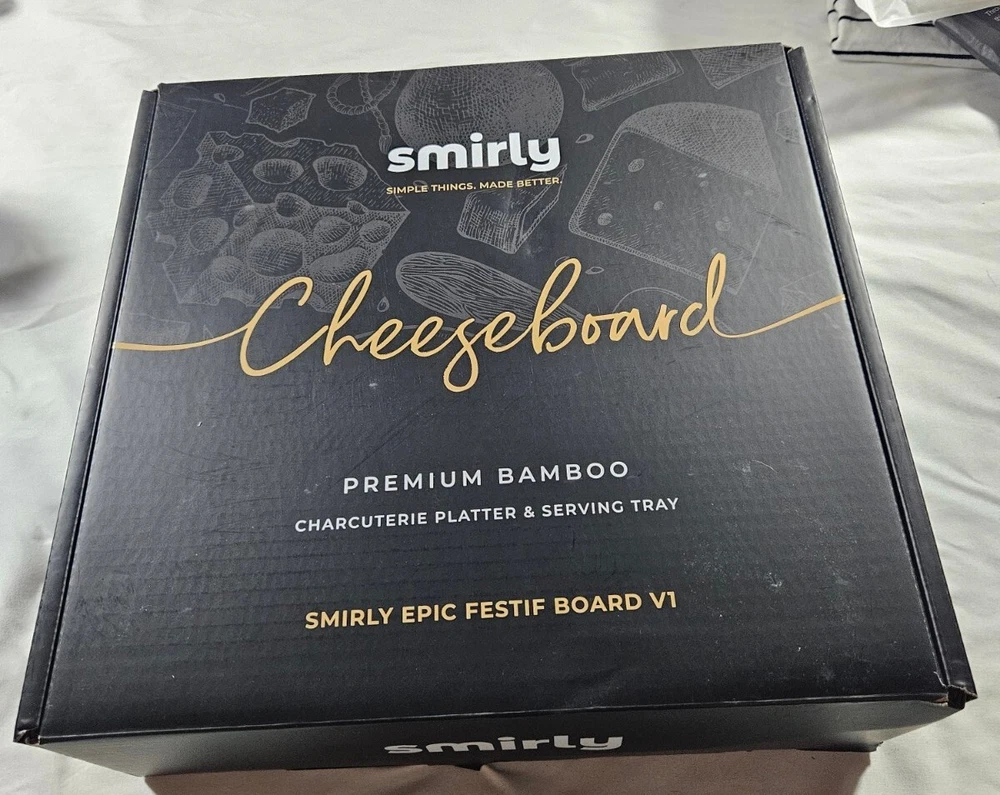 smirly
SIMPLE THINGS. MADE BETTER.
Cheeseboard
PREMIUM BAMBOO
CHARCUTERIE PLATTER & SERVING TRAY
SMIRLY EPIC FESTIF BOARD V1
smirly